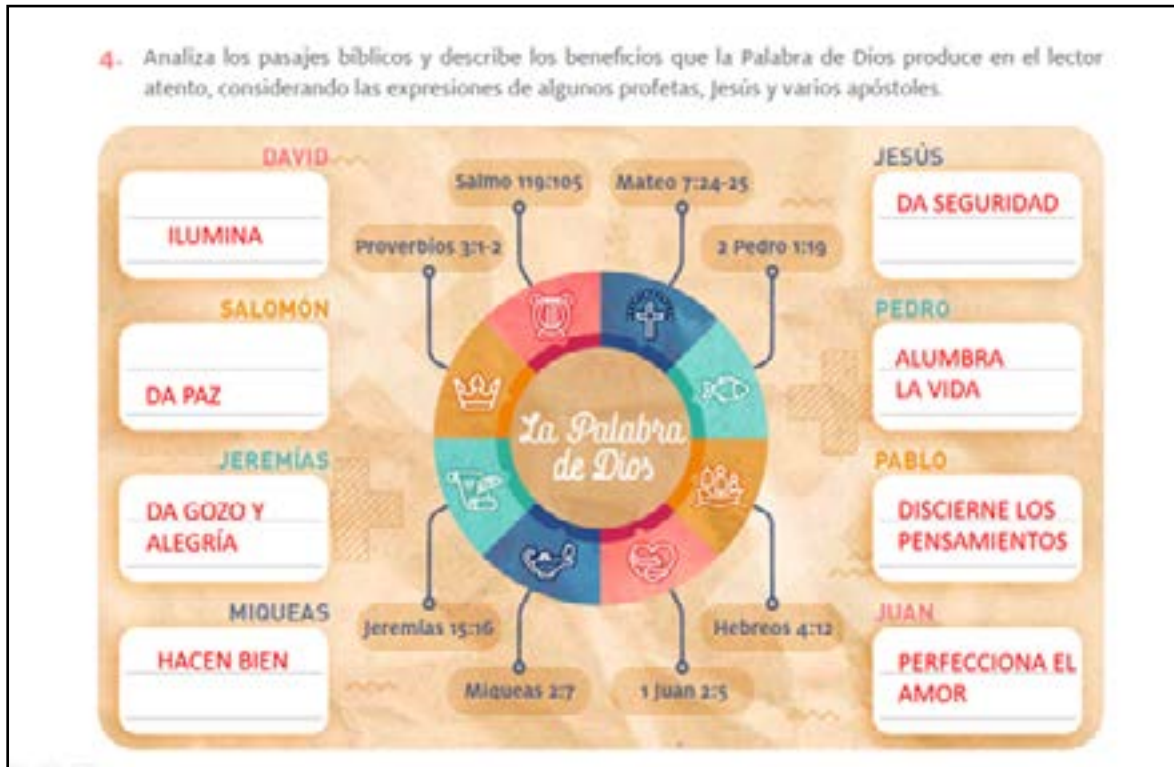 4. Analiza los pasajes bíblicos y describe los beneficios que la Palabra de Dios produce en el lector
atento, considerando las expresiones de algunos profetas, Jesús y varios apóstoles.
DAVID
ILUMINA
SALOMÓN
DA PAZ
JEREMÍAS
DA GOZO Y
ALEGRÍA
MIQUEAS
HACEN BIEN
Salmo 119:105
Mateo 7:24-25
Proverbios 3:1-2
2 Pedro 1:19
La Palabra
de Dios
Jeremías 15:16
Hebreos 4:12
Miqueas 2:7
1 Juan 2:5
JESÚS
DA SEGURIDAD
PEDRO
ALUMBRA
LA VIDA
PABLO
DISCIERNE LOS
PENSAMIENTOS
JUAN
PERFECCIONA EL
AMOR